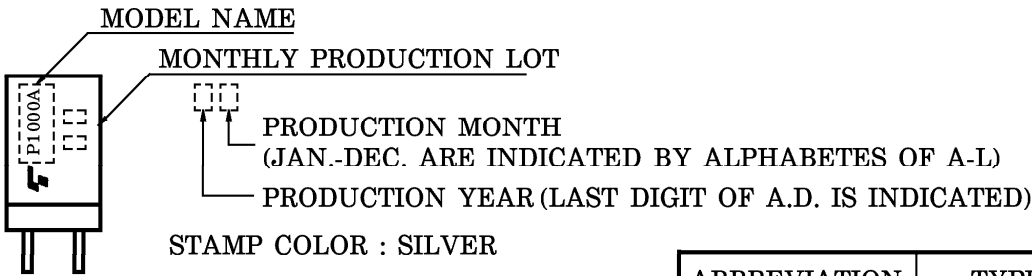 MODEL NAME
MONTHLY PRODUCTION LOT
P1000A
PRODUCTION MONTH
(JAN.-DEC. ARE INDICATED BY ALPHABETES OF A-L)
PRODUCTION YEAR (LAST DIGIT OF A.D. IS INDICATED)
STAMP COLOR : SILVER
ABBREVIATION TYPE